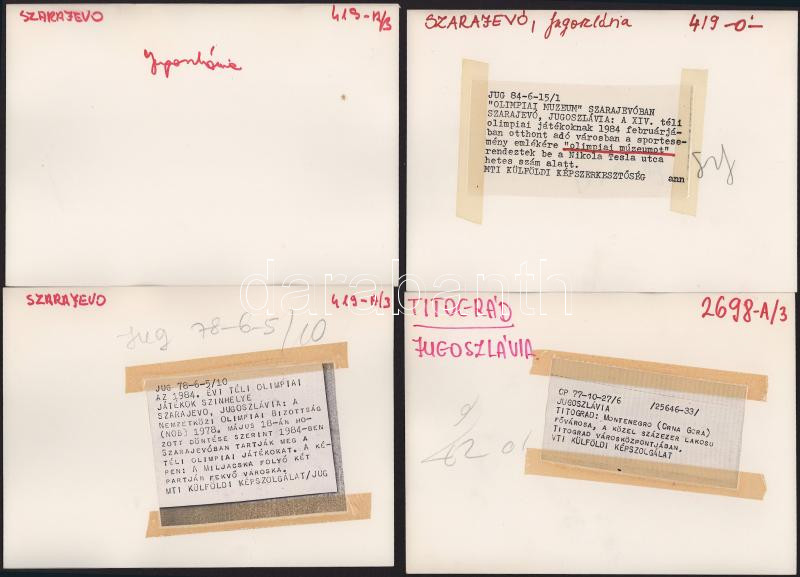 SZARAJEVO
419-A/3
SZARAJEVÓ, Jugoszlávia
419-0-
JUG 84-6-15/1
"OLIMPIAI MUZEUM" SZARAJEVÓBAN
SZARAJEVÓ, JUGOSZLÁVIA: A XIV. téli
olimpiai játékoknak 1984 februárjá-
ban otthont adó városban a sportese-
mény emlékére "olimpiai múzeumot"
rendeztek be a Nikola Tesla utca
hetes szám alatt.
MTI KÜLFÖLDI KÉPSZERKESZTŐSÉG ann
darabanth
SZARAJEVO
419-A/3
Jug 78-6-5/10
JUG 78-6-5/10
AZ 1984. ÉVI TÉLI OLIMPIAI
JÁTÉKOK SZINHELYE
SZARAJEVO, JUGOSZLÁVIA: A
NEMZETKÖZI OLIMPIAI BIZOTTSÁG
(NOB) 1978. MÁJUS 18-ÁN HO-
ZOTT DÖNTÉSE SZERINT 1984-BEN
SZARAJEVÓBAN TARTJÁK MEG A
TÉLI OLIMPIAI JÁTÉKOKAT. A KÉ-
PEN: A MILJACSKA FOLYÓ KÉT
PARTJÁN FEKVŐ VÁROSKA.
MTI KÜLFÖLDI KÉPSZOLGÁLAT/JUG
TITOGRÁD
JUGOSZLÁVIA
2698-A/3
CP 77-10-27/6 /25646-33/
JUGOSZLÁVIA
TITOGRAD: MONTENEGRO (CRNA GORA)
FŐVÁROSA, A KÖZEL SZÁZEZER LAKOSU
TITOGRAD VÁROSKÖZPONTJÁBAN.
VTI KÜLFÖLDI KÉPSZOLGÁLAT